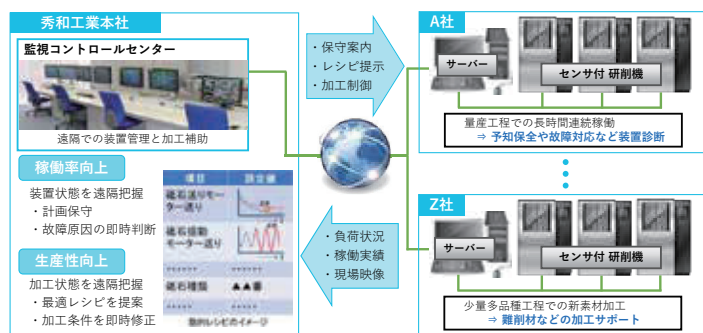 秀和工業本社
監視コントロールセンター
遠隔での装置管理と加工補助
稼働率向上
装置状態を遠隔把握
・計画保守
・故障原因の即時判断
生産性向上
加工状態を遠隔把握
・最適レシピを提案
・加工条件を即時修正
項目 設定値
砥石送りモーター送り
砥石揺動モーター送り
••••••  ••••••
砥石種類 ▲▲番
••••••  ••••••
動的レシピのイメージ
・保守案内
・レシピ提示
・加工制御
・負荷状況
・稼働実績
・現場映像
A社
サーバー
センサ付 研削機
量産工程での長時間連続稼働
⇒ 予知保全や故障対応など装置診断
Z社
サーバー
センサ付 研削機
少量多品種工程での新素材加工
⇒ 難削材などの加工サポート